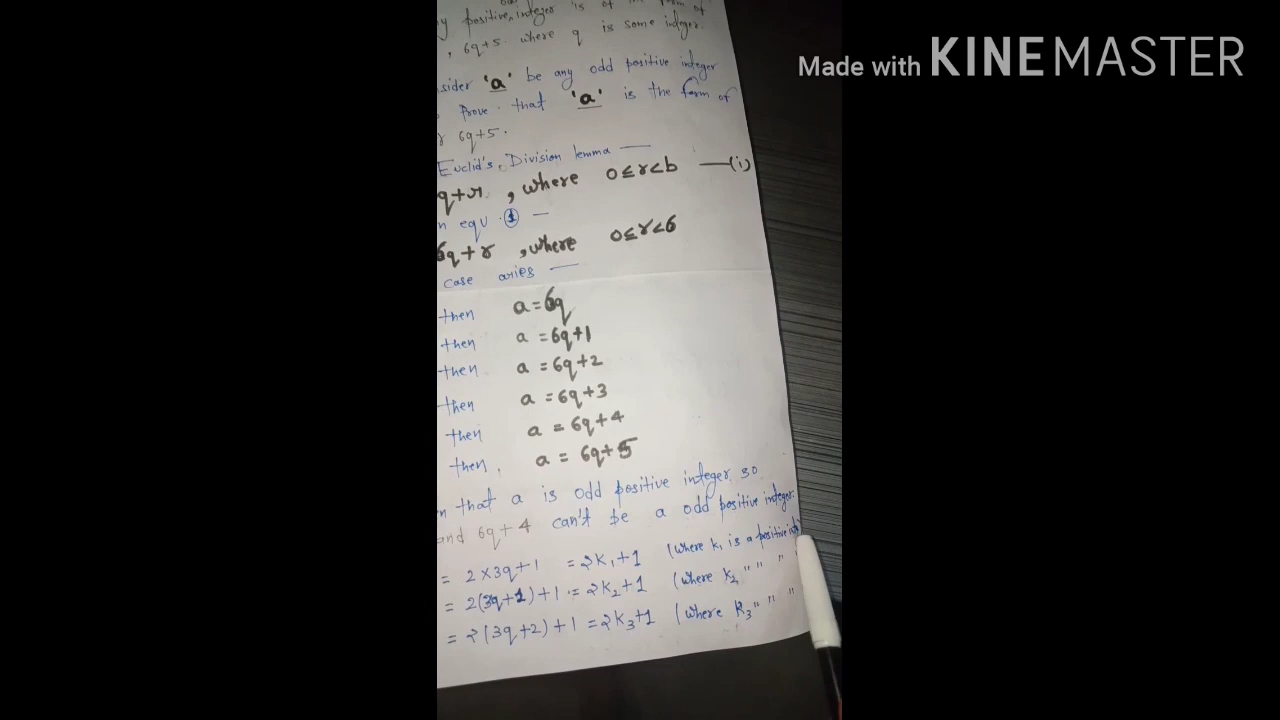 Made with KINEMASTER
positive integer is of the form of
, 6q+5 where q is some integer.
sider 'a' be any odd positive integer
prove that 'a' is the form of
6q+5.
Euclid's Division lemma —
q+r , where 0≤r<b —(i)
n equ . ① —
6q+r , where 0≤r<6
case aries —
then a=6q
then a =6q+1
then a =6q+2
then a =6q+3
then a = 6q+4
then, a = 6q+5
n that a is odd positive integer so
and 6q+4 can't be a odd positive integer.
= 2×3q+1 =2k₁+1 (where k₁ is a positive
= 2(3q+1)+1 =2k₂+1 (where k₂ " " "
= 2(3q+2)+1 =2k₃+1 (where k₃ " " "